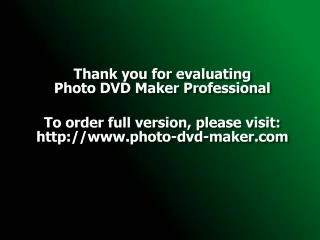 Thank you for evaluating
Photo DVD Maker Professional
To order full version, please visit:
http://www.photo-dvd-maker.com